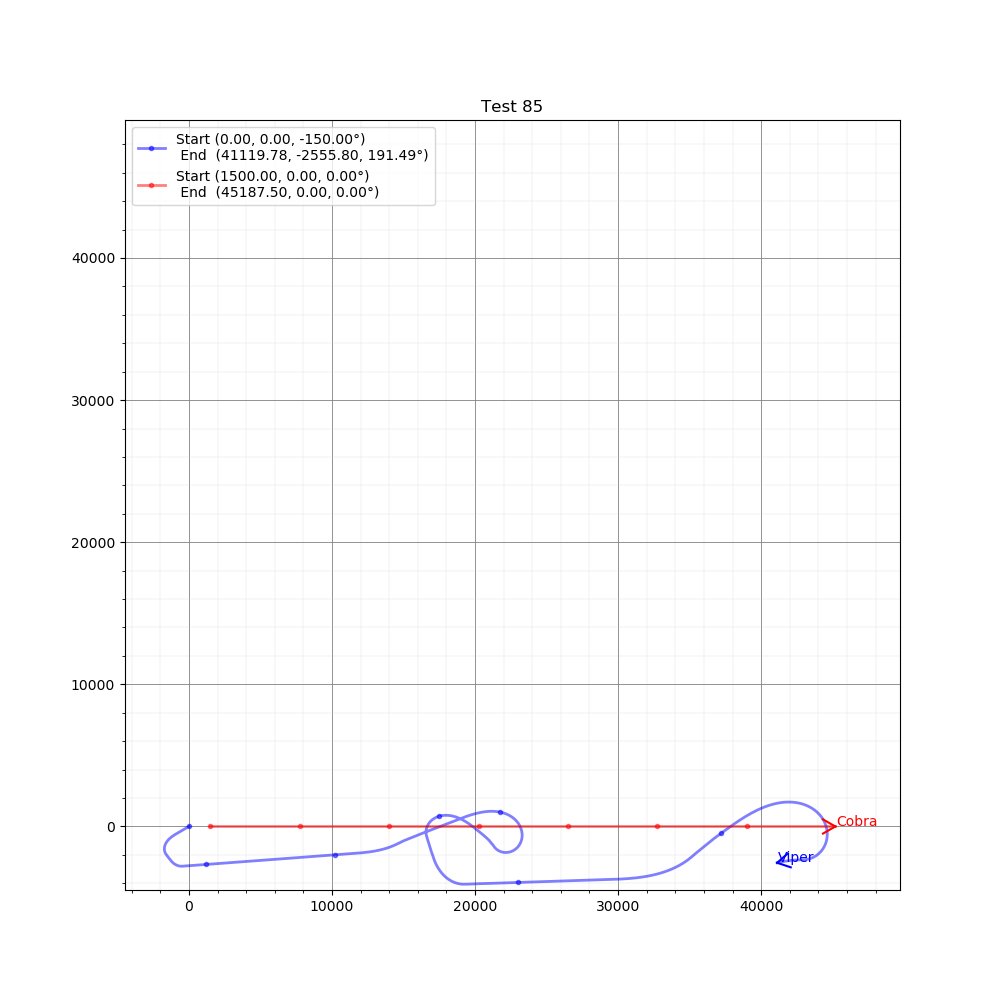 Test 85
Start (0.00, 0.00, -150.00°)
End (41119.78, -2555.80, 191.49°)
Start (1500.00, 0.00, 0.00°)
End (45187.50, 0.00, 0.00°)
40000
30000
20000
10000
0
Cobra
Viper
0 10000 20000 30000 40000